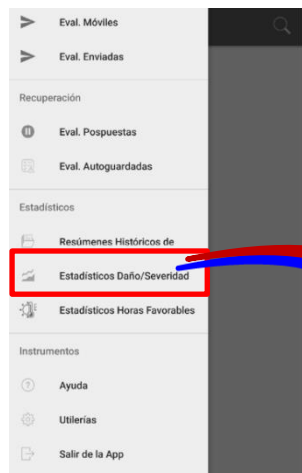 Eval. Móviles
Eval. Enviadas
Recuperación
Eval. Pospuestas
Eval. Autoguardadas
Estadísticos
Resúmenes Históricos de
Estadísticos Daño/Severidad
Estadísticos Horas Favorables
Instrumentos
Ayuda
Utilerías
Salir de la App